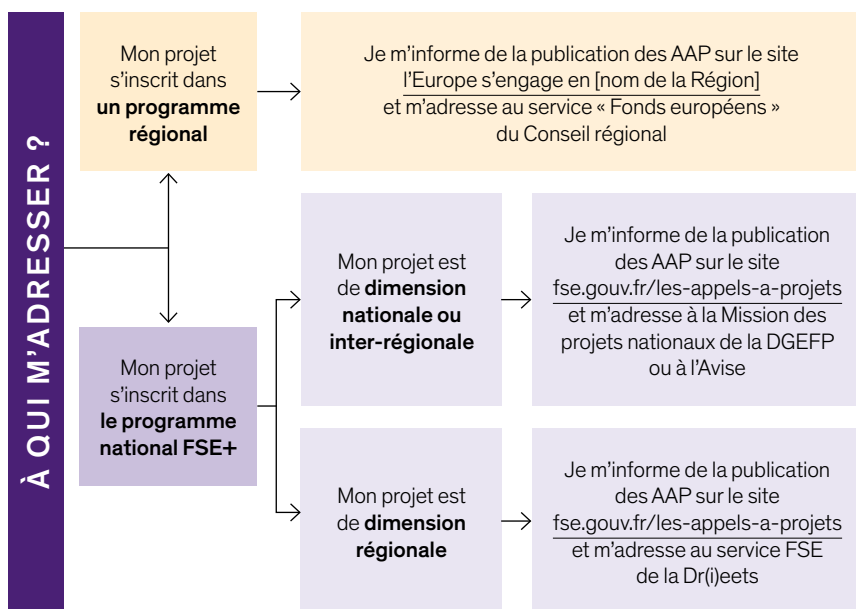 À QUI M'ADRESSER ?
Mon projet
s'inscrit dans
un programme
régional
Je m'informe de la publication des AAP sur le site
l'Europe s'engage en [nom de la Région]
et m'adresse au service « Fonds européens »
du Conseil régional
Mon projet
s'inscrit dans
le programme
national FSE+
Mon projet est
de dimension
nationale ou
inter-régionale
Je m'informe de la publication
des AAP sur le site
fse.gouv.fr/les-appels-a-projets
et m'adresse à la Mission des
projets nationaux de la DGEFP
ou à l'Avise
Mon projet est
de dimension
régionale
Je m'informe de la publication
des AAP sur le site
fse.gouv.fr/les-appels-a-projets
et m'adresse au service FSE
de la Dr(i)eets